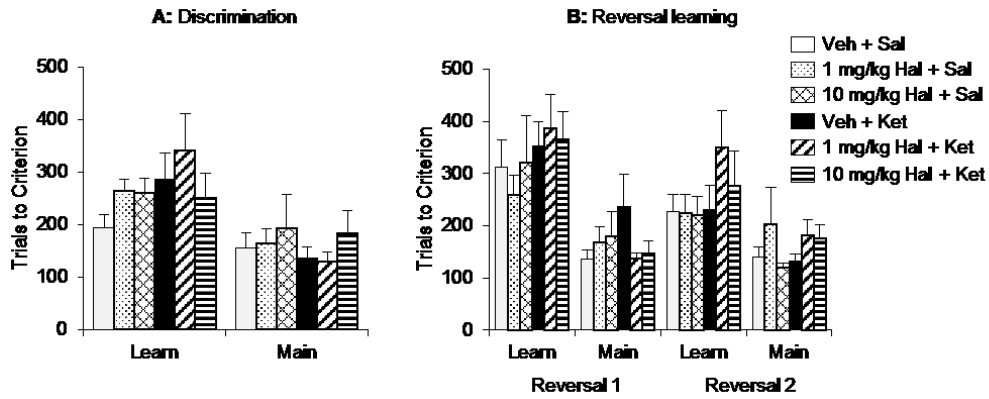 A: Discrimination
Trials to Criterion
500
400
300
200
100
0
Learn Main
B: Reversal learning
Trials to Criterion
500
400
300
200
100
0
Learn Main Learn Main
Reversal 1 Reversal 2
Veh + Sal
1 mg/kg Hal + Sal
10 mg/kg Hal + Sal
Veh + Ket
1 mg/kg Hal + Ket
10 mg/kg Hal + Ket